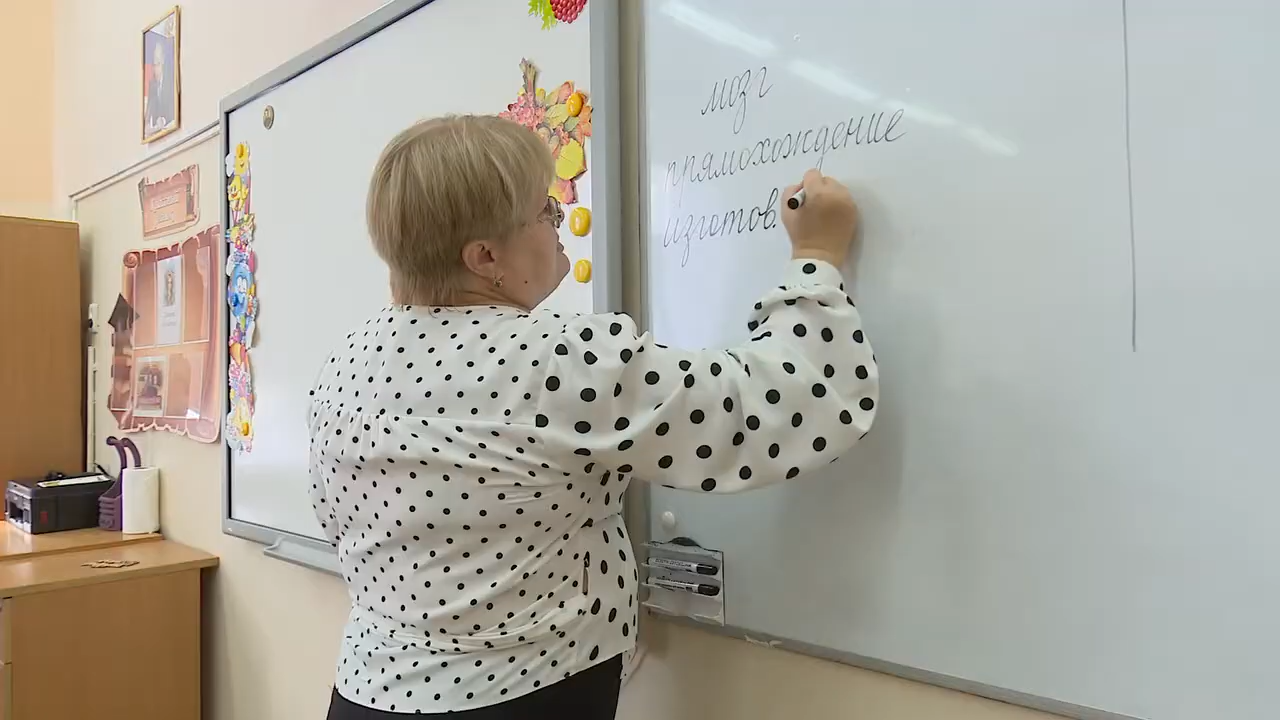 мозг
прямохождение
изготов.